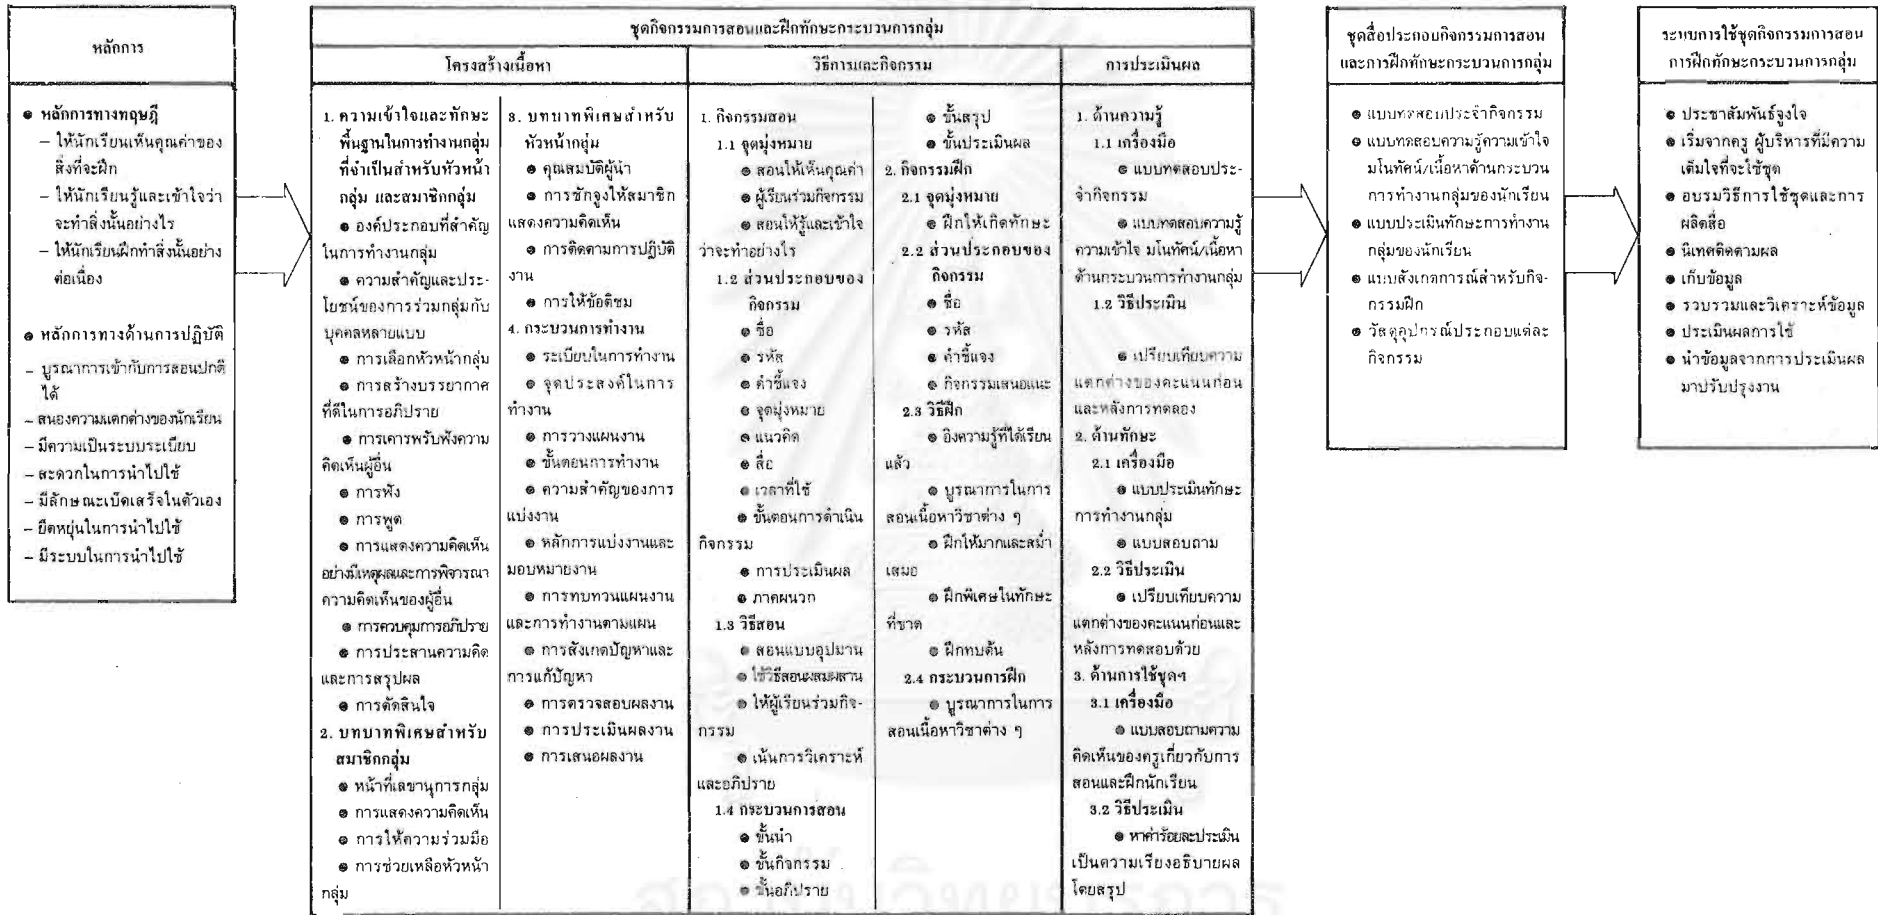 หลักการ
● หลักการทางทฤษฎี
– ให้นักเรียนเห็นคุณค่าของ
สิ่งที่จะฝึก
– ให้นักเรียนรู้และเข้าใจว่า
จะทำสิ่งนั้นอย่างไร
– ให้นักเรียนฝึกทำสิ่งนั้นอย่าง
ต่อเนื่อง
● หลักการทางด้านการปฏิบัติ
– บูรณาการเข้ากับการสอนปกติ
ได้
– สนองความแตกต่างของนักเรียน
– มีความเป็นระบบระเบียบ
– สะดวกในการนำไปใช้
– มีลักษณะเบ็ดเสร็จในตัวเอง
– ยืดหยุ่นในการนำไปใช้
– มีระบบในการนำไปใช้
ชุดกิจกรรมการสอนและฝึกทักษะกระบวนการกลุ่ม
โครงสร้างเนื้อหา
1. ความเข้าใจและทักษะ
พื้นฐานในการทำงานกลุ่ม
ที่จำเป็นสำหรับหัวหน้า
กลุ่ม และสมาชิกกลุ่ม
● องค์ประกอบที่สำคัญ
ในการทำงานกลุ่ม
● ความสำคัญและประ-
โยชน์ของการร่วมกลุ่มกับ
บุคคลหลายแบบ
● การเลือกหัวหน้ากลุ่ม
● การสร้างบรรยากาศ
ที่ดีในการอภิปราย
● การเคารพรับฟังความ
คิดเห็นผู้อื่น
● การฟัง
● การพูด
● การแสดงความคิดเห็น
อย่างมีเหตุผลและการพิจารณา
ความคิดเห็นของผู้อื่น
● การควบคุมการอภิปราย
● การประสานความคิด
และการสรุปผล
● การตัดสินใจ
2. บทบาทพิเศษสำหรับ
สมาชิกกลุ่ม
● หน้าที่เลขานุการกลุ่ม
● การแสดงความคิดเห็น
● การให้ความร่วมมือ
● การช่วยเหลือหัวหน้า
กลุ่ม
3. บทบาทพิเศษสำหรับ
หัวหน้ากลุ่ม
● คุณสมบัติผู้นำ
● การชักจูงให้สมาชิก
แสดงความคิดเห็น
● การติดตามการปฏิบัติ
งาน
● การให้ข้อติชม
4. กระบวนการทำงาน
● ระเบียบในการทำงาน
● จุดประสงค์ในการ
ทำงาน
● การวางแผนงาน
● ขั้นตอนการทำงาน
● ความสำคัญของการ
แบ่งงาน
● หลักการแบ่งงานและ
มอบหมายงาน
● การทบทวนแผนงาน
และการทำงานตามแผน
● การสังเกตปัญหาและ
การแก้ปัญหา
● การตรวจสอบผลงาน
● การประเมินผลงาน
● การเสนอผลงาน
วิธีการและกิจกรรม
1. กิจกรรมสอน
1.1 จุดมุ่งหมาย
● สอนให้เห็นคุณค่า
● ผู้เรียนร่วมกิจกรรม
● สอนให้รู้และเข้าใจ
ว่าจะทำอย่างไร
1.2 ส่วนประกอบของ
กิจกรรม
● ชื่อ
● รหัส
● คำชี้แจง
● จุดมุ่งหมาย
● แนวคิด
● สื่อ
● เวลาที่ใช้
● ขั้นตอนการดำเนิน
กิจกรรม
● การประเมินผล
● ภาคผนวก
1.3 วิธีสอน
● สอนแบบอุปมาน
● ใช้วิธีสอนผสมผสาน
● ให้ผู้เรียนร่วมกิจ-
กรรม
● เน้นการวิเคราะห์
และอภิปราย
1.4 กระบวนการสอน
● ขั้นนำ
● ขั้นกิจกรรม
● ขั้นอภิปราย
● ขั้นสรุป
● ขั้นประเมินผล
2. กิจกรรมฝึก
2.1 จุดมุ่งหมาย
● ฝึกให้เกิดทักษะ
2.2 ส่วนประกอบของ
กิจกรรม
● ชื่อ
● รหัส
● คำชี้แจง
● กิจกรรมเสนอแนะ
2.3 วิธีฝึก
● อิงความรู้ที่ได้เรียน
แล้ว
● บูรณาการในการ
สอนเนื้อหาวิชาต่าง ๆ
● ฝึกให้มากและสม่ำ
เสมอ
● ฝึกพิเศษในทักษะ
ที่ขาด
● ฝึกทบต้น
2.4 กระบวนการฝึก
● บูรณาการในการ
สอนเนื้อหาวิชาต่าง ๆ
การประเมินผล
1. ด้านความรู้
1.1 เครื่องมือ
● แบบทดสอบประ-
จำกิจกรรม
● แบบทดสอบความรู้
ความเข้าใจ มโนทัศน์/เนื้อหา
ด้านกระบวนการทำงานกลุ่ม
1.2 วิธีประเมิน
● เปรียบเทียบความ
แตกต่างของคะแนนก่อน
และหลังการทดลอง
2. ด้านทักษะ
2.1 เครื่องมือ
● แบบประเมินทักษะ
การทำงานกลุ่ม
● แบบสอบถาม
2.2 วิธีประเมิน
● เปรียบเทียบความ
แตกต่างของคะแนนก่อนและ
หลังการทดสอบด้วย
3. ด้านการใช้ชุดฯ
3.1 เครื่องมือ
● แบบสอบถามความ
คิดเห็นของครูเกี่ยวกับการ
สอนและฝึกนักเรียน
3.2 วิธีประเมิน
● หาค่าร้อยละประเมิน
เป็นความเรียงอธิบายผล
โดยสรุป
ชุดสื่อประกอบกิจกรรมการสอน
และการฝึกทักษะกระบวนการกลุ่ม
● แบบทดสอบประจำกิจกรรม
● แบบทดสอบความรู้ความเข้าใจ
มโนทัศน์/เนื้อหาด้านกระบวน
การทำงานกลุ่มของนักเรียน
● แบบประเมินทักษะการทำงาน
กลุ่มของนักเรียน
● แบบสังเกตการณ์สำหรับกิจ-
กรรมฝึก
● วัสดุอุปกรณ์ประกอบแต่ละ
กิจกรรม
ระบบการใช้ชุดกิจกรรมการสอน
การฝึกทักษะกระบวนการกลุ่ม
● ประชาสัมพันธ์จูงใจ
● เริ่มจากครู ผู้บริหารที่มีความ
เต็มใจที่จะใช้ชุด
● อบรมวิธีการใช้ชุดและการ
ผลิตสื่อ
● นิเทศติดตามผล
● เก็บข้อมูล
● รวบรวมและวิเคราะห์ข้อมูล
● ประเมินผลการใช้
● นำข้อมูลจากการประเมินผล
มาปรับปรุงงาน